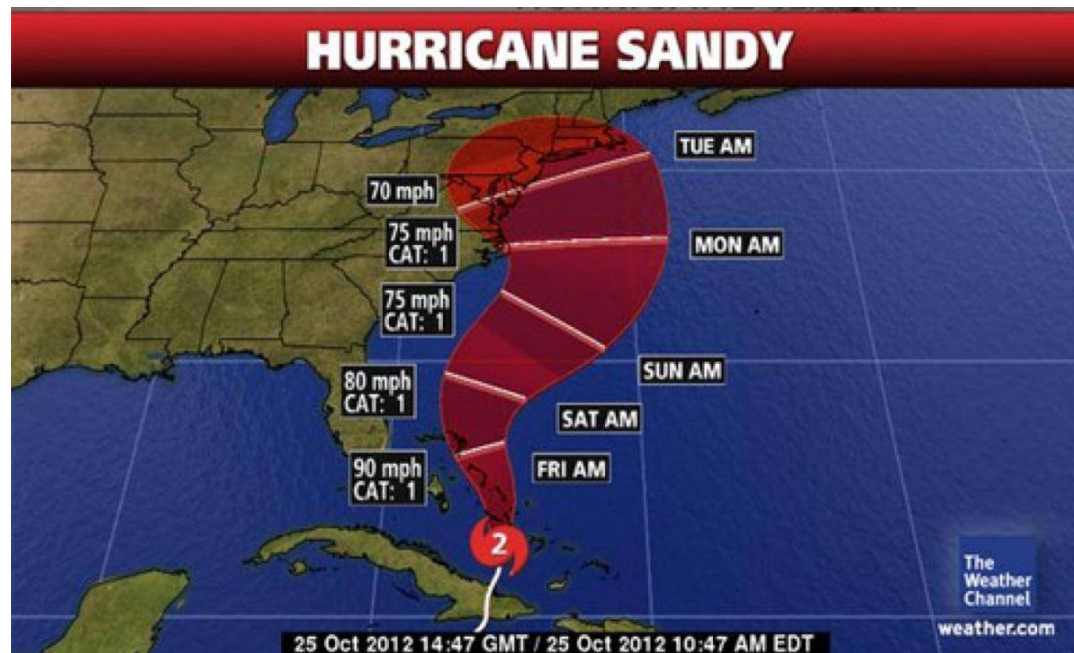 HURRICANE SANDY
TUE AM
70 mph
75 mph
CAT: 1
MON AM
75 mph
CAT: 1
SUN AM
80 mph
CAT: 1
SAT AM
90 mph
CAT: 1
FRI AM
2
The
Weather
Channel
weather.com
25 Oct 2012 14:47 GMT / 25 Oct 2012 10:47 AM EDT